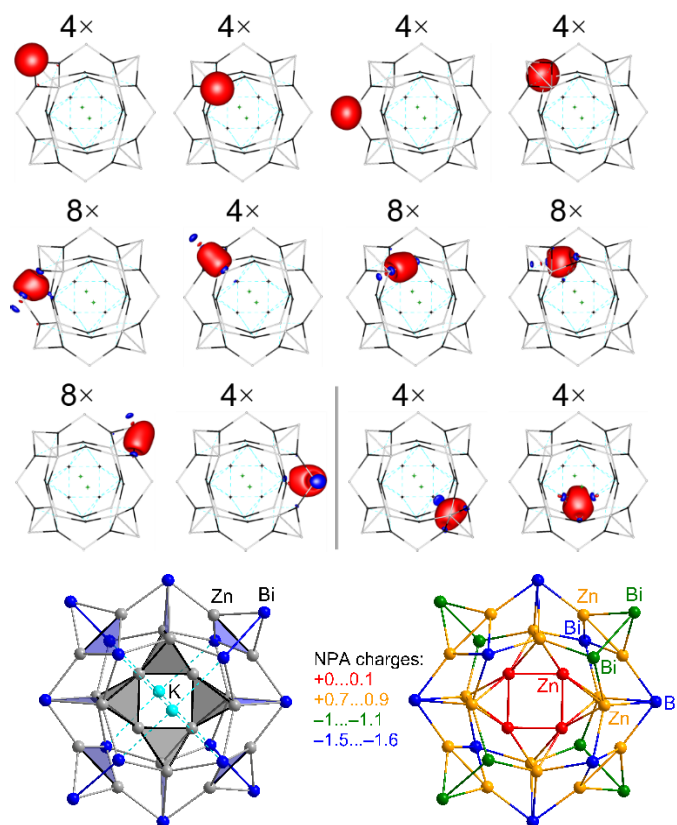 4× 4× 4× 4×
8× 4× 8× 8×
8× 4× 4× 4×
Zn Bi
K
NPA charges:
+0...0.1
+0.7...0.9
–1...–1.1
–1.5...–1.6
Zn Bi
Bi
Bi
Zn
Zn
B